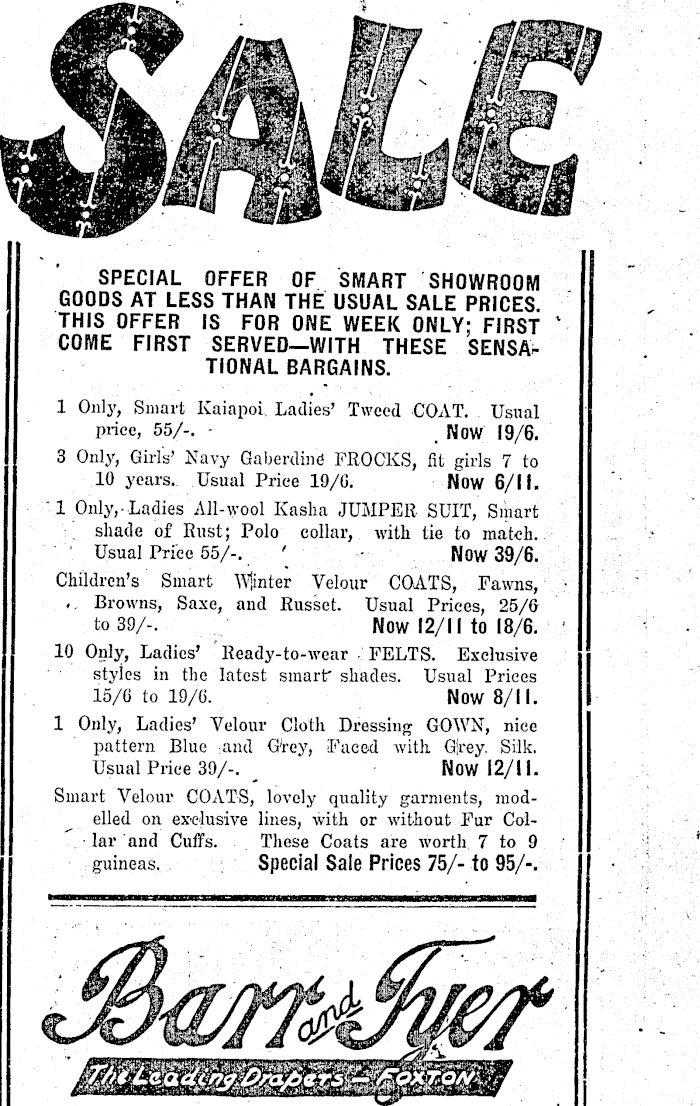 SALE
SPECIAL OFFER OF SMART SHOWROOM
GOODS AT LESS THAN THE USUAL SALE PRICES.
THIS OFFER IS FOR ONE WEEK ONLY; FIRST
COME FIRST SERVED—WITH THESE SENSA-
TIONAL BARGAINS.
1 Only, Smart Kaiapoi Ladies' Tweed COAT. Usual
price, 55/-. Now 19/6.
3 Only, Girls' Navy Gaberdine FROCKS, fit girls 7 to
10 years. Usual Price 19/6. Now 6/11.
1 Only, Ladies All-wool Kasha JUMPER SUIT, Smart
shade of Rust; Polo collar, with tie to match.
Usual Price 55/-. Now 39/6.
Children's Smart Winter Velour COATS, Fawns,
Browns, Saxe, and Russet. Usual Prices, 25/6
to 39/-. Now 12/11 to 18/6.
10 Only, Ladies' Ready-to-wear FELTS. Exclusive
styles in the latest smart shades. Usual Prices
15/6 to 19/6. Now 8/11.
1 Only, Ladies' Velour Cloth Dressing GOWN, nice
pattern Blue and Grey, Faced with Grey Silk.
Usual Price 39/-. Now 12/11.
Smart Velour COATS, lovely quality garments, mod-
elled on exclusive lines, with or without Fur Col-
lar and Cuffs. These Coats are worth 7 to 9
guineas. Special Sale Prices 75/- to 95/-.
Barr and Tyer
The Leading Drapers — FOXTON